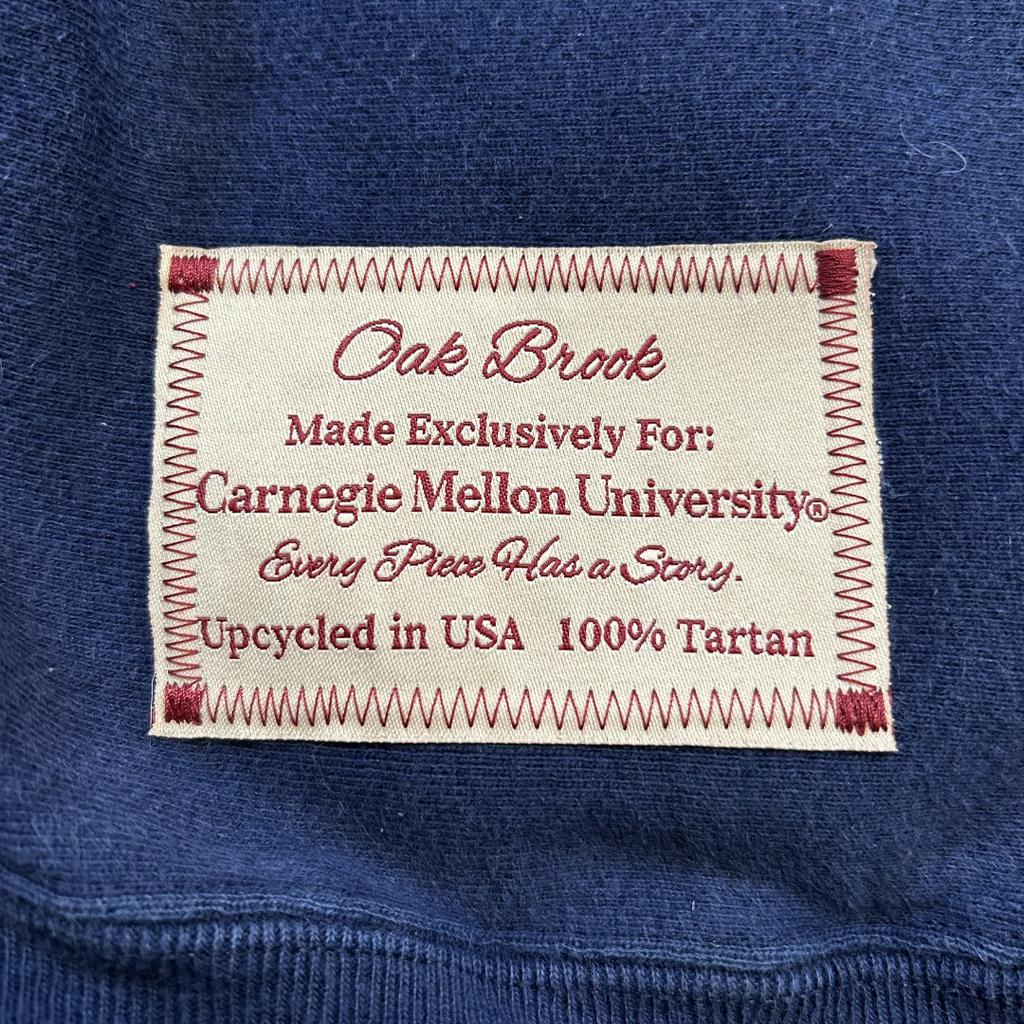 Oak Brook
Made Exclusively For:
Carnegie Mellon University®
Every Piece Has a Story.
Upcycled in USA 100% Tartan